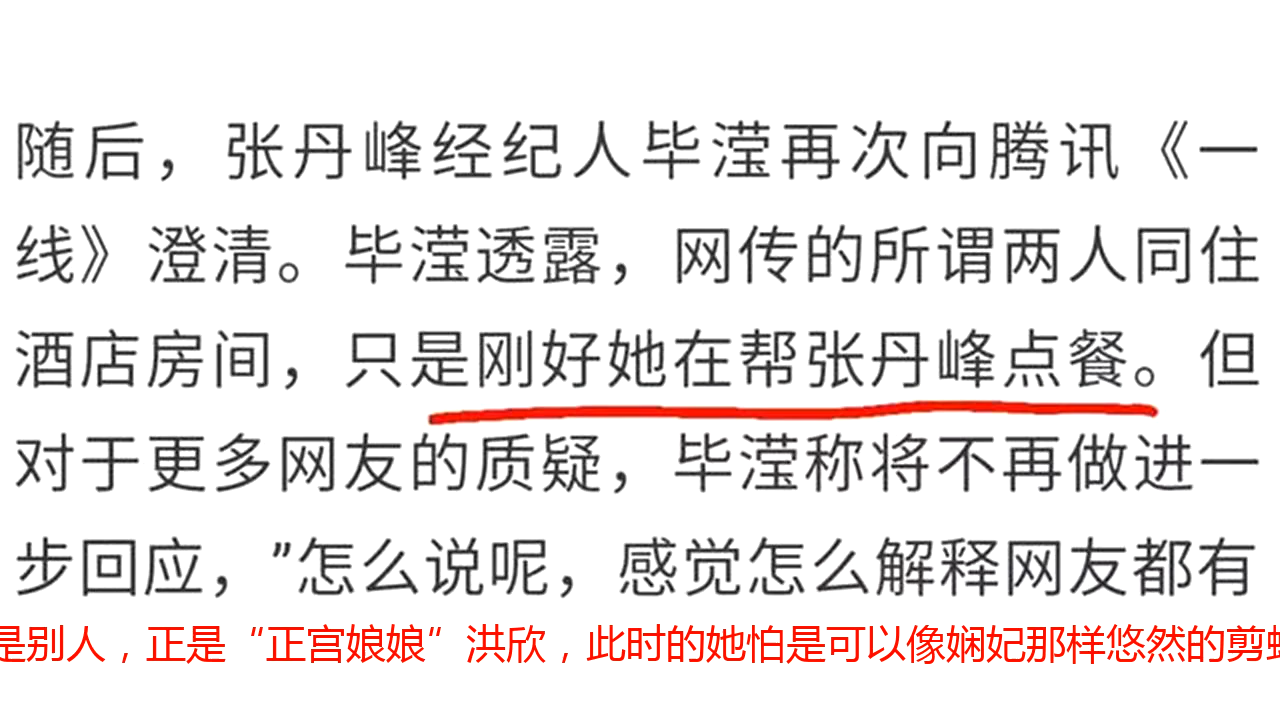 随后，张丹峰经纪人毕滢再次向腾讯《一
线》澄清。毕滢透露，网传的所谓两人同住
酒店房间，只是刚好她在帮张丹峰点餐。但
对于更多网友的质疑，毕滢称将不再做进一
步回应，”怎么说呢，感觉怎么解释网友都有
是别人，正是“正宫娘娘”洪欣，此时的她怕是可以像娴妃那样悠然的剪